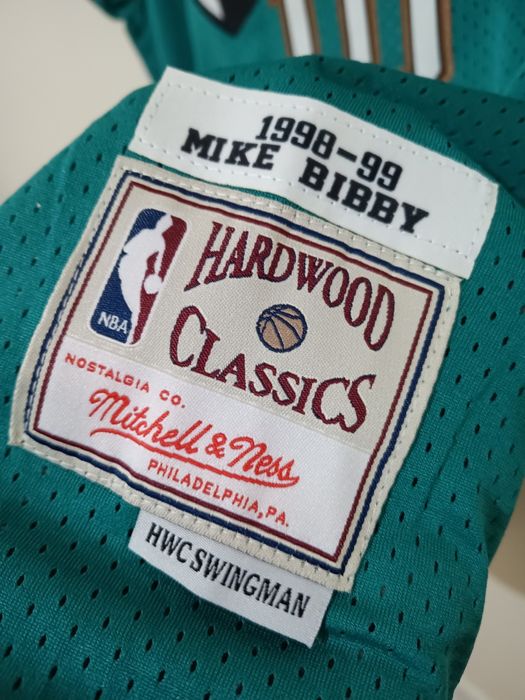 1998-99
MIKE BIBBY
NBA
HARDWOOD
CLASSICS
NOSTALGIA CO.
Mitchell & Ness
PHILADELPHIA, PA.
HWC SWINGMAN